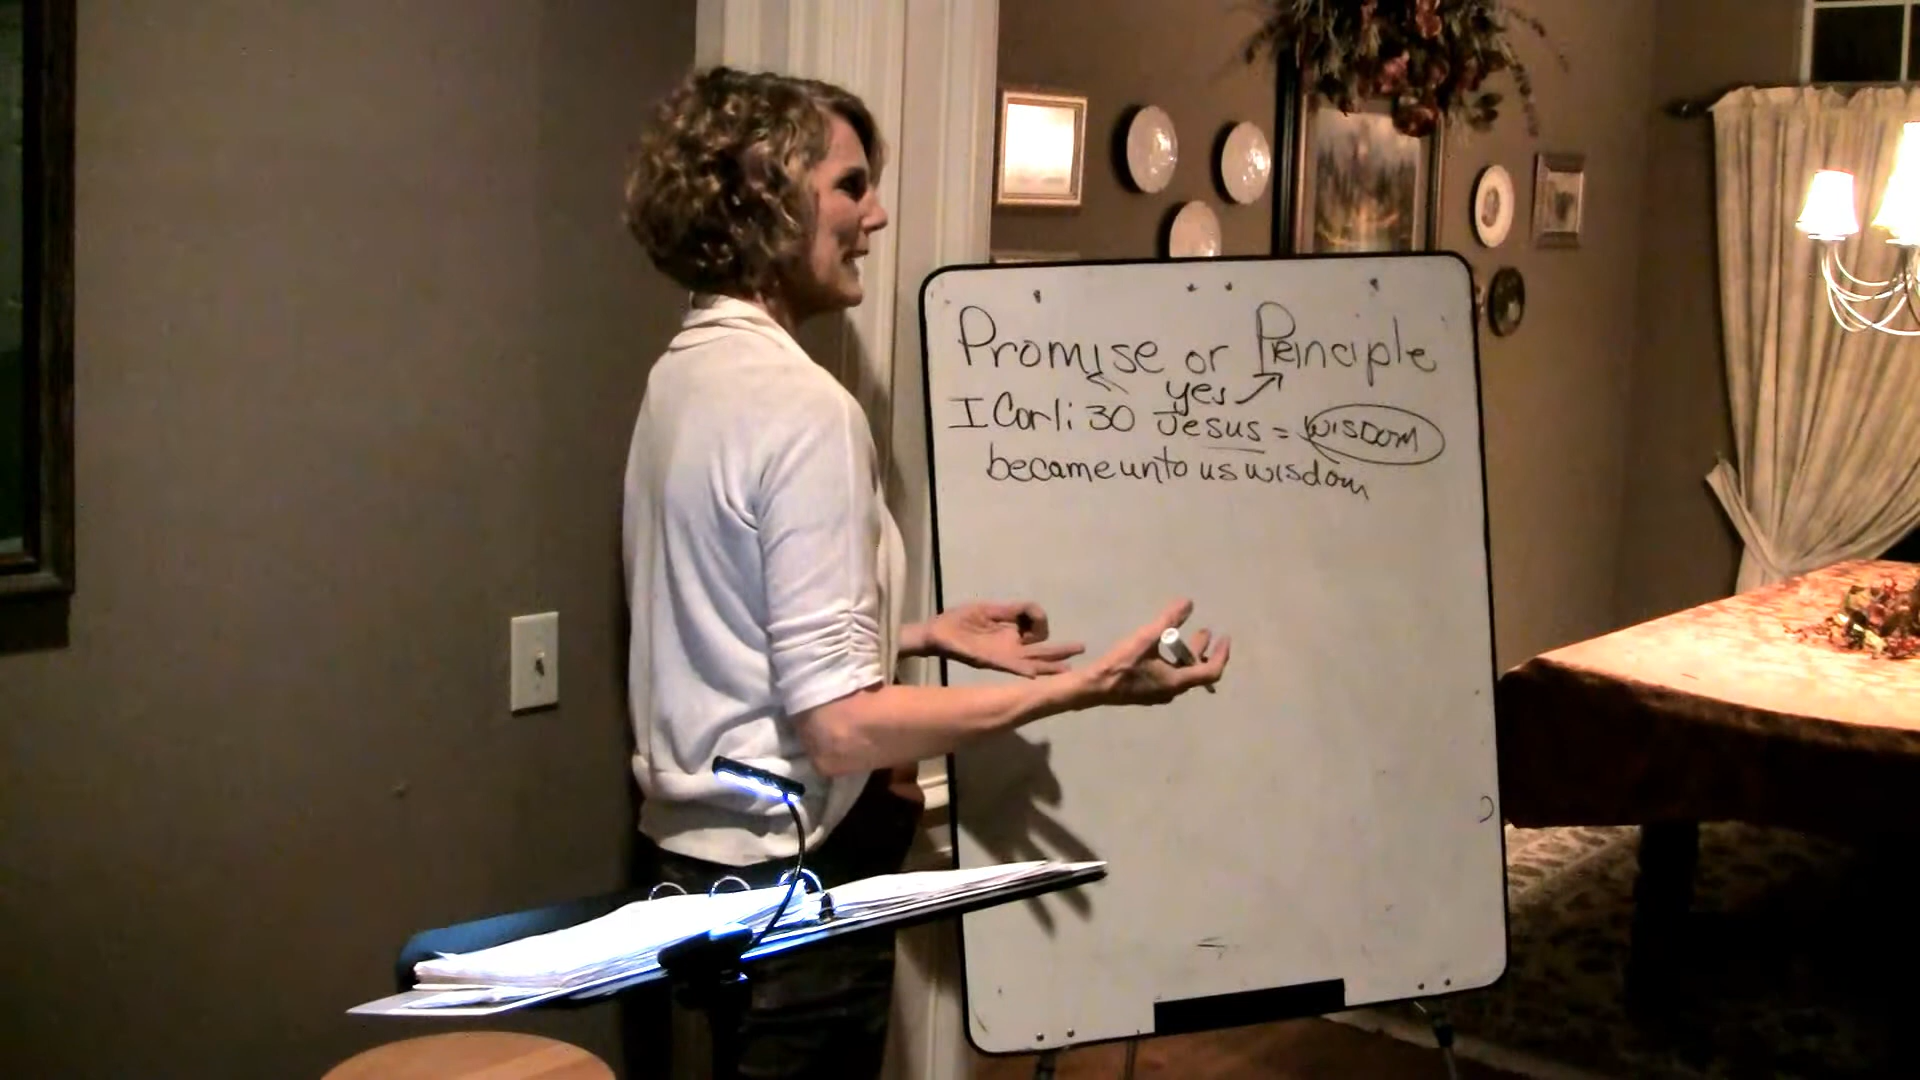 Promise or Principle
yes
I Cor 1:30 Jesus = wisdom
became unto us wisdom